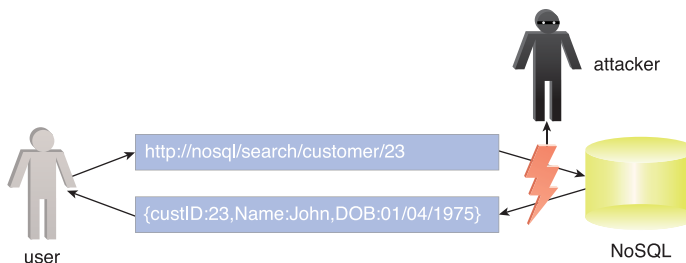 attacker
http://nosql/search/customer/23
{custID:23,Name:John,DOB:01/04/1975}
user
NoSQL